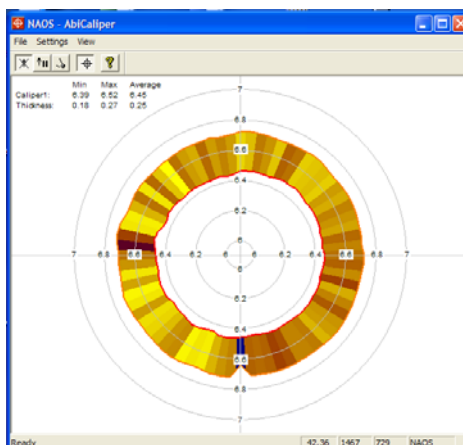 NAOS - AbiCaliper
File Settings View
Min Max Average
Caliper1: 6.39 6.52 6.45
Thickness: 0.18 0.27 0.25
7
6.8
6.6
6.4
6.2
6
7 6.8 6.6 6.4 6.2 6 6 6.2 6.4 6.6 6.8 7
6
6.2
6.4
6.6
6.8
7
Ready 42.36 1467 729 NAOS